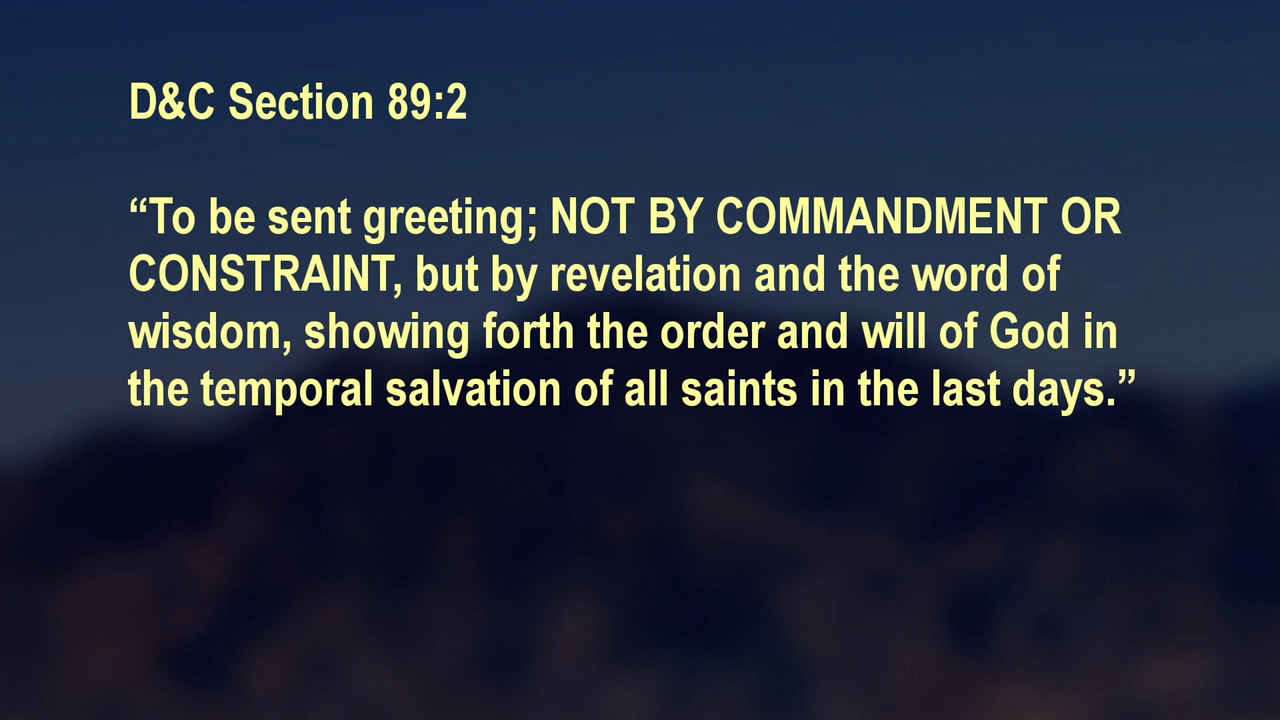 D&C Section 89:2
“To be sent greeting; NOT BY COMMANDMENT OR
CONSTRAINT, but by revelation and the word of
wisdom, showing forth the order and will of God in
the temporal salvation of all saints in the last days.”